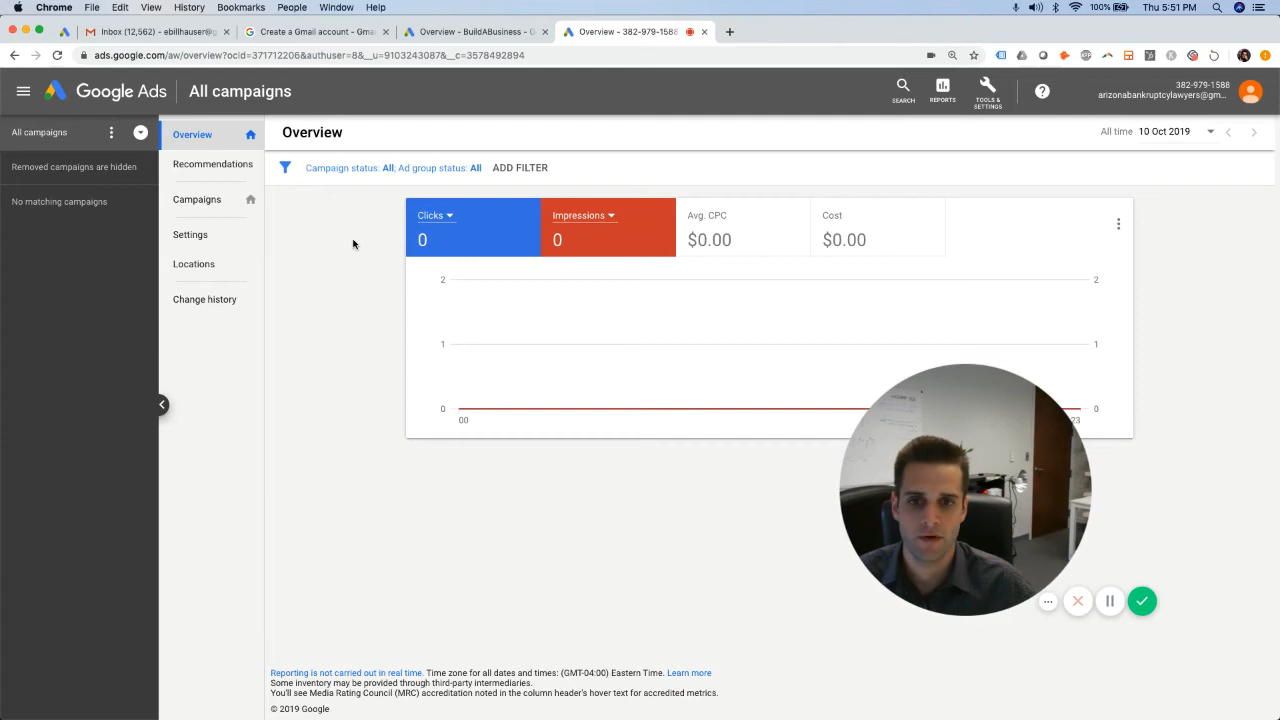 Chrome File Edit View History Bookmarks People Window Help 100% Thu 5:51 PM
Inbox (12,562) - ebillhauser@g Create a Gmail account - Gma Overview - BuildABusiness - G Overview - 382-979-1588
ads.google.com/aw/overview?ocid=371712206&authuser=8&__u=9103243087&__c=3578492894
Google Ads All campaigns
SEARCH REPORTS TOOLS & SETTINGS
382-979-1588
arizonabankruptcylawyers@gm...
All campaigns
Removed campaigns are hidden
No matching campaigns
Overview
Recommendations
Campaigns
Settings
Locations
Change history
Overview
All time 10 Oct 2019
Campaign status: All; Ad group status: All ADD FILTER
Clicks Impressions Avg. CPC Cost
0 0 $0.00 $0.00
2 2
1 1
0 0
00 23
Reporting is not carried out in real time. Time zone for all dates and times: (GMT-04:00) Eastern Time. Learn more
Some inventory may be provided through third-party intermediaries.
You'll see Media Rating Council (MRC) accreditation noted in the column header's hover text for accredited metrics.
© 2019 Google